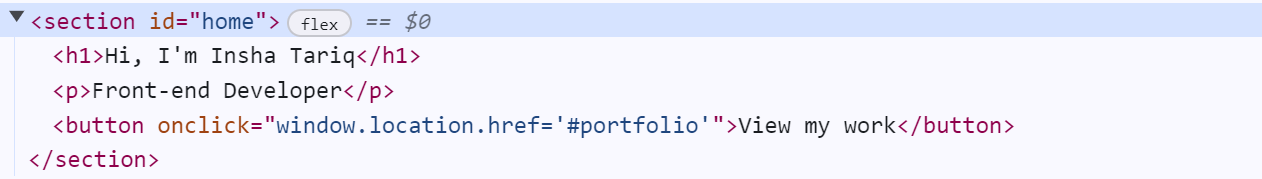 <section id="home"> flex == $0
<h1>Hi, I'm Insha Tariq</h1>
<p>Front-end Developer</p>
<button onclick="window.location.href='#portfolio'">View my work</button>
</section>